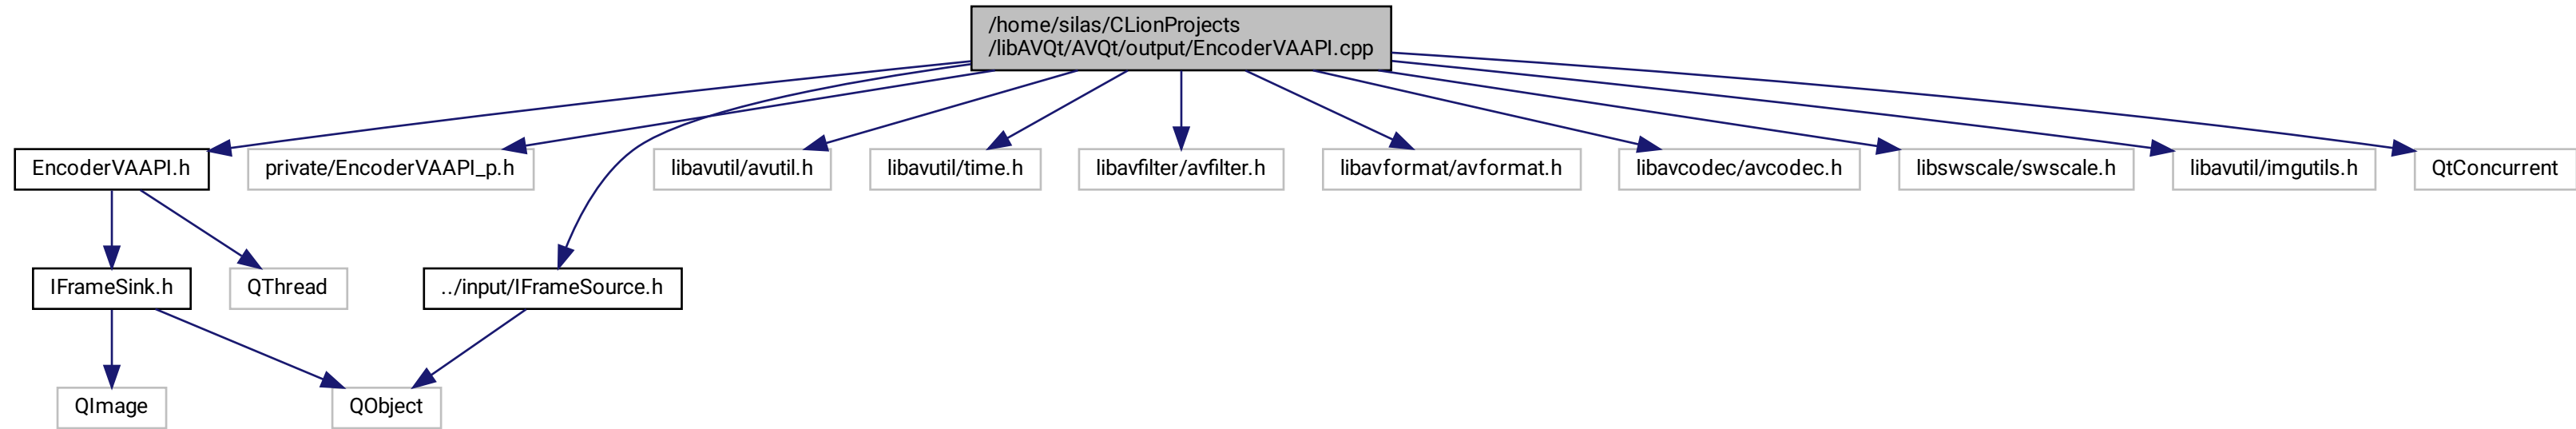 /home/silas/CLionProjects
/libAVQt/AVQt/output/EncoderVAAPI.cpp
EncoderVAAPI.h
private/EncoderVAAPI_p.h
libavutil/avutil.h
libavutil/time.h
libavfilter/avfilter.h
libavformat/avformat.h
libavcodec/avcodec.h
libswscale/swscale.h
libavutil/imgutils.h
QtConcurrent
IFrameSink.h
QThread
../input/IFrameSource.h
QImage
QObject